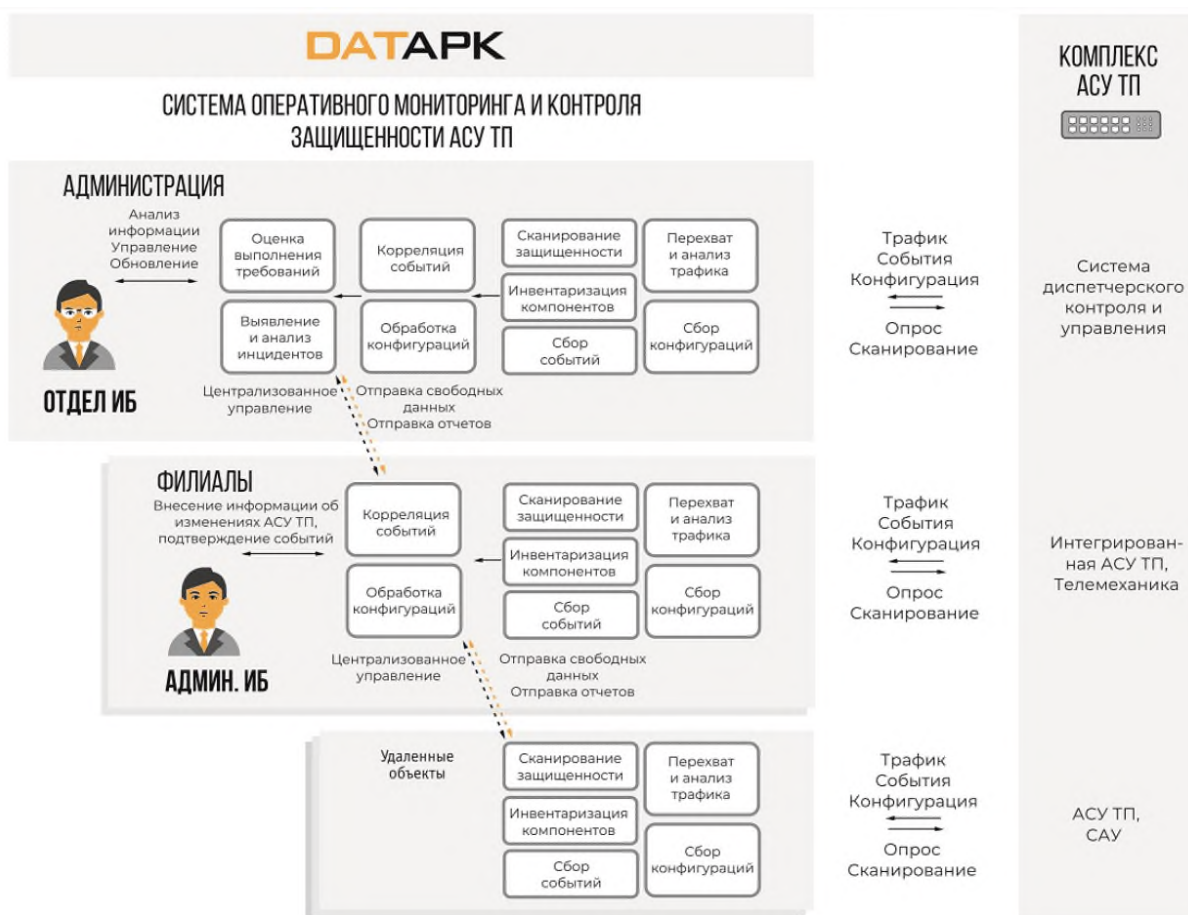 DATAPK
СИСТЕМА ОПЕРАТИВНОГО МОНИТОРИНГА И КОНТРОЛЯ
ЗАЩИЩЕННОСТИ АСУ ТП
КОМПЛЕКС
АСУ ТП
АДМИНИСТРАЦИЯ
Анализ
информации
Управление
Обновление
ОТДЕЛ ИБ
Оценка
выполнения
требований
Выявление
и анализ
инцидентов
Корреляция
событий
Обработка
конфигураций
Сканирование
защищенности
Инвентаризация
компонентов
Сбор
событий
Перехват
и анализ
трафика
Сбор
конфигураций
Трафик
События
Конфигурация
Опрос
Сканирование
Система
диспетчерского
контроля и
управления
Централизованное
управление
Отправка свободных
данных
Отправка отчетов
ФИЛИАЛЫ
Внесение информации об
изменениях АСУ ТП,
подтверждение событий
АДМИН. ИБ
Корреляция
событий
Обработка
конфигураций
Сканирование
защищенности
Инвентаризация
компонентов
Сбор
событий
Перехват
и анализ
трафика
Сбор
конфигураций
Трафик
События
Конфигурация
Опрос
Сканирование
Интегрирован-
ная АСУ ТП,
Телемеханика
Централизованное
управление
Отправка свободных
данных
Отправка отчетов
Удаленные
объекты
Сканирование
защищенности
Инвентаризация
компонентов
Сбор
событий
Перехват
и анализ
трафика
Сбор
конфигураций
Трафик
События
Конфигурация
Опрос
Сканирование
АСУ ТП,
САУ